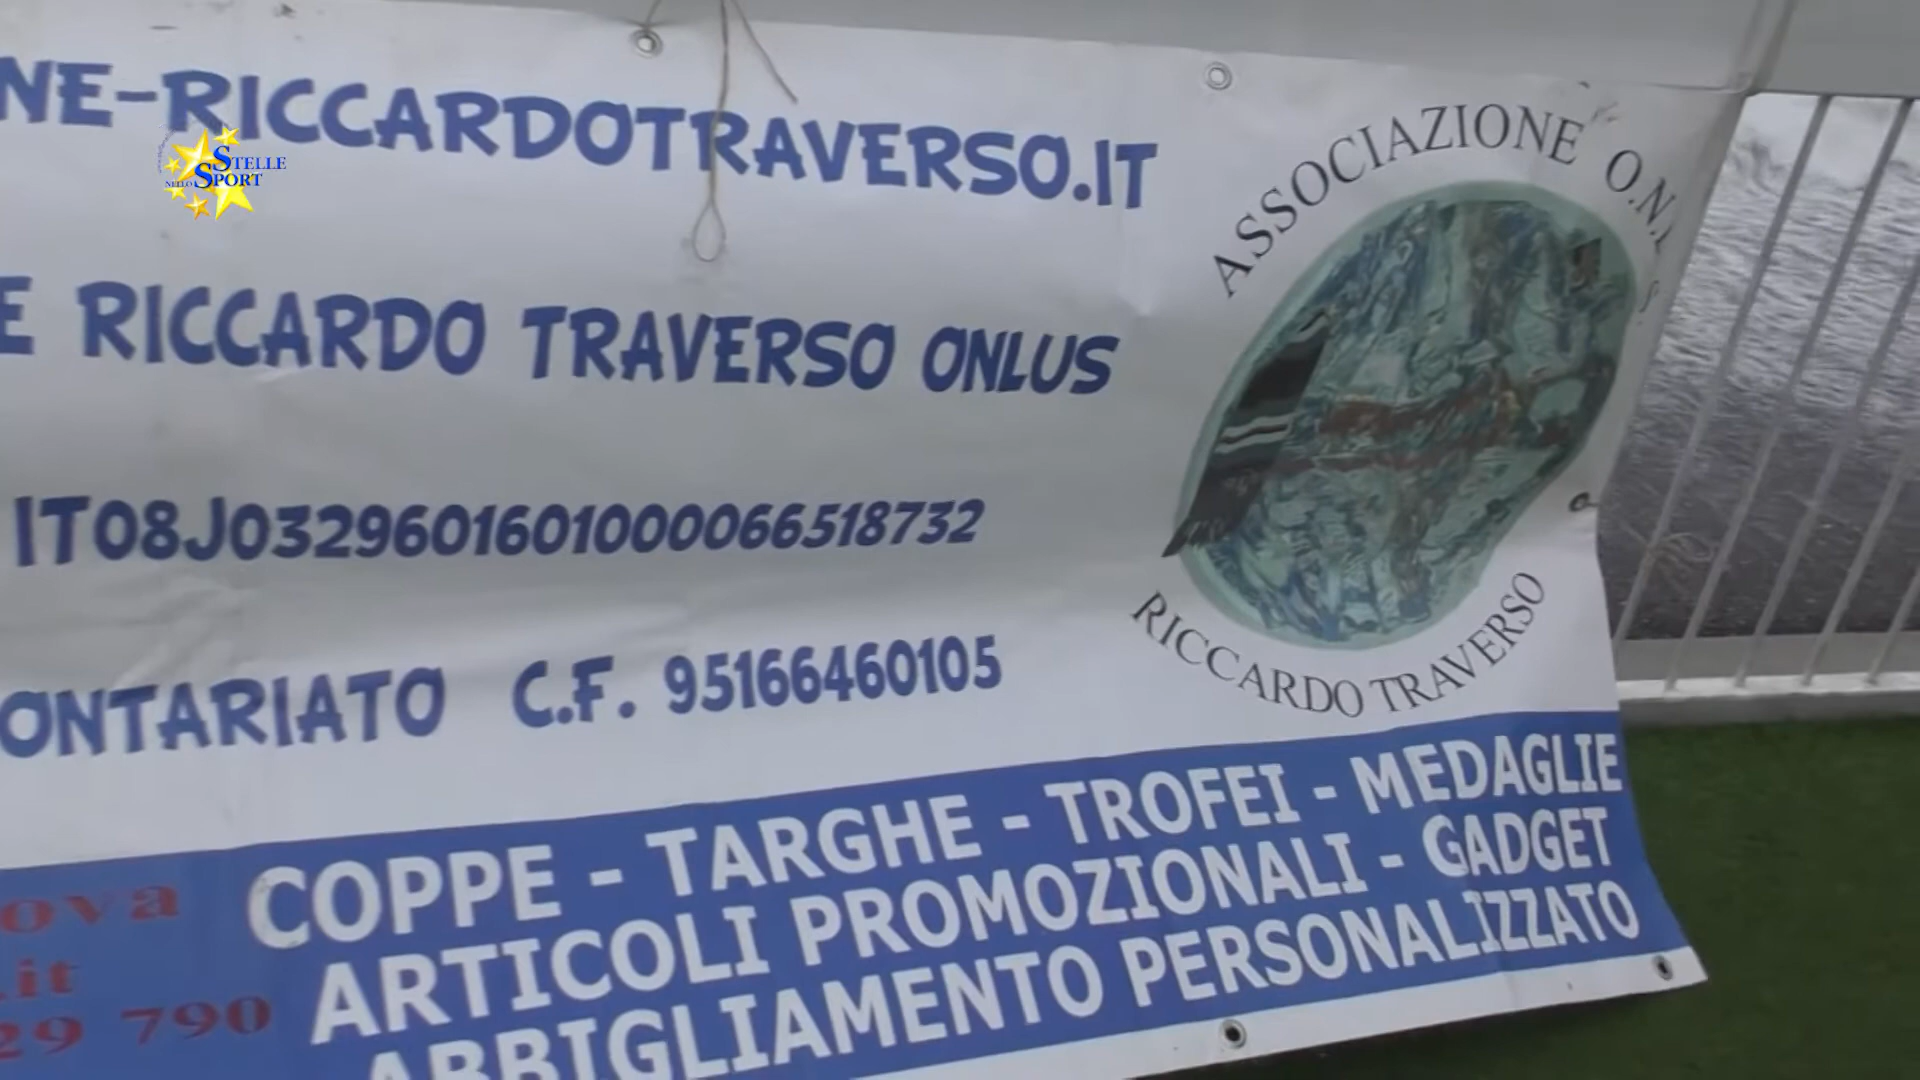 NE-RICCARDOTRAVERSO.IT
STELLE
NELLO SPORT
E RICCARDO TRAVERSO ONLUS
IT08J0329601601000066518732
ONTARIATO C.F. 95166460105
ASSOCIAZIONE O.N.L.S.
RICCARDO TRAVERSO
ova
.it
29 790
COPPE - TARGHE - TROFEI - MEDAGLIE
ARTICOLI PROMOZIONALI - GADGET
ABBIGLIAMENTO PERSONALIZZATO